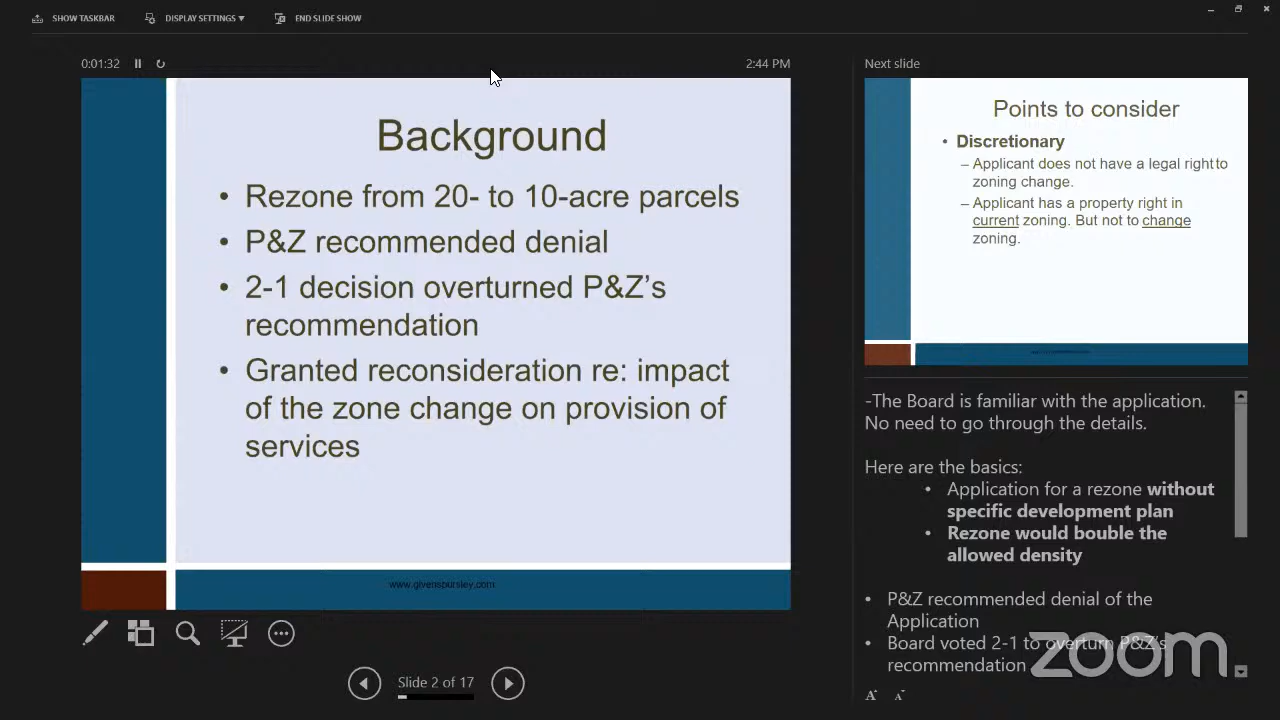 SHOW TASKBAR
DISPLAY SETTINGS ▾
END SLIDE SHOW
0:01:32
2:44 PM
Background
• Rezone from 20- to 10-acre parcels
• P&Z recommended denial
• 2-1 decision overturned P&Z’s
recommendation
• Granted reconsideration re: impact
of the zone change on provision of
services
www.givenspursley.com
Slide 2 of 17
Next slide
Points to consider
• Discretionary
– Applicant does not have a legal right to
zoning change.
– Applicant has a property right in
current zoning. But not to change
zoning.
-The Board is familiar with the application.
No need to go through the details.
Here are the basics:
• Application for a rezone without
specific development plan
• Rezone would bouble the
allowed density
• P&Z recommended denial of the
Application
• Board voted 2-1 to overturn P&Z’s
recommendation
zoom
A A